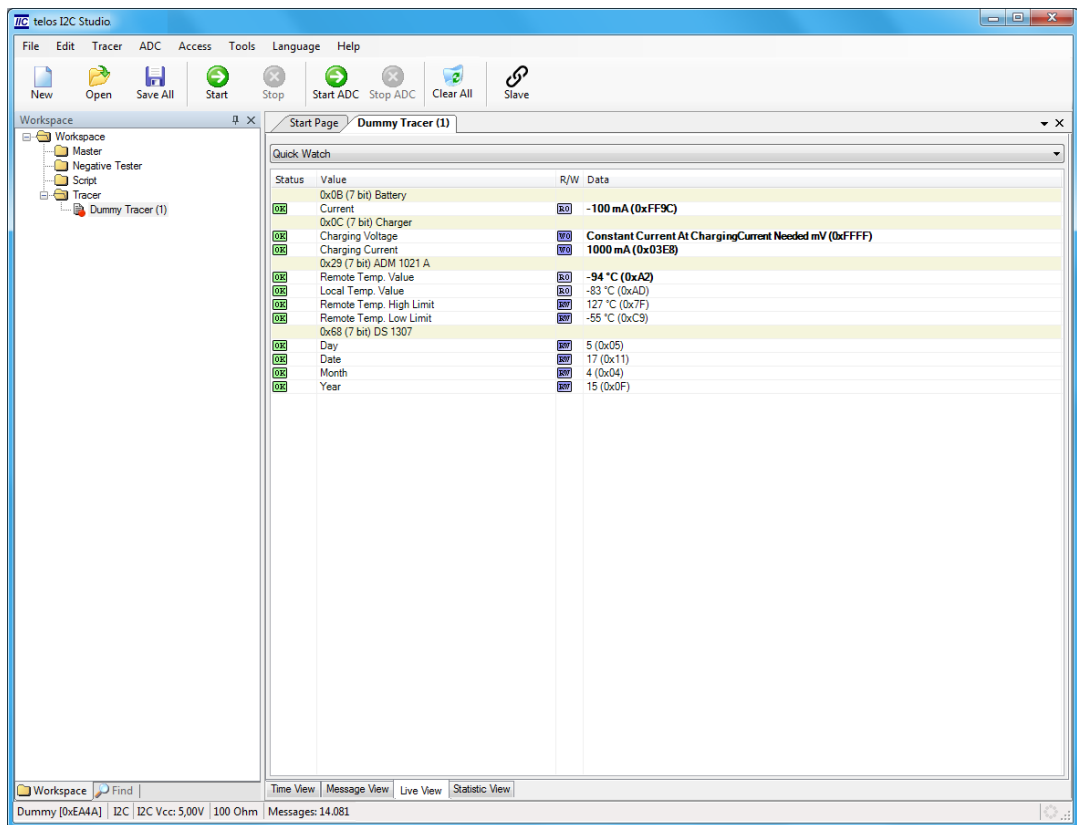 IIC telos I2C Studio
File Edit Tracer ADC Access Tools Language Help
New Open Save All Start Stop Start ADC Stop ADC Clear All Slave
Workspace
Start Page Dummy Tracer (1)
Workspace
Master
Negative Tester
Script
Tracer
Dummy Tracer (1)
Quick Watch
Status Value R/W Data
0x0B (7 bit) Battery
OK Current RO -100 mA (0xFF9C)
0x0C (7 bit) Charger
OK Charging Voltage WO Constant Current At ChargingCurrent Needed mV (0xFFFF)
OK Charging Current WO 1000 mA (0x03E8)
0x29 (7 bit) ADM 1021 A
OK Remote Temp. Value RO -94 °C (0xA2)
OK Local Temp. Value RO -83 °C (0xAD)
OK Remote Temp. High Limit RW 127 °C (0x7F)
OK Remote Temp. Low Limit RW -55 °C (0xC9)
0x68 (7 bit) DS 1307
OK Day RW 5 (0x05)
OK Date RW 17 (0x11)
OK Month RW 4 (0x04)
OK Year RW 15 (0x0F)
Workspace Find
Time View Message View Live View Statistic View
Dummy [0xEA4A] I2C I2C Vcc: 5,00V 100 Ohm Messages: 14.081